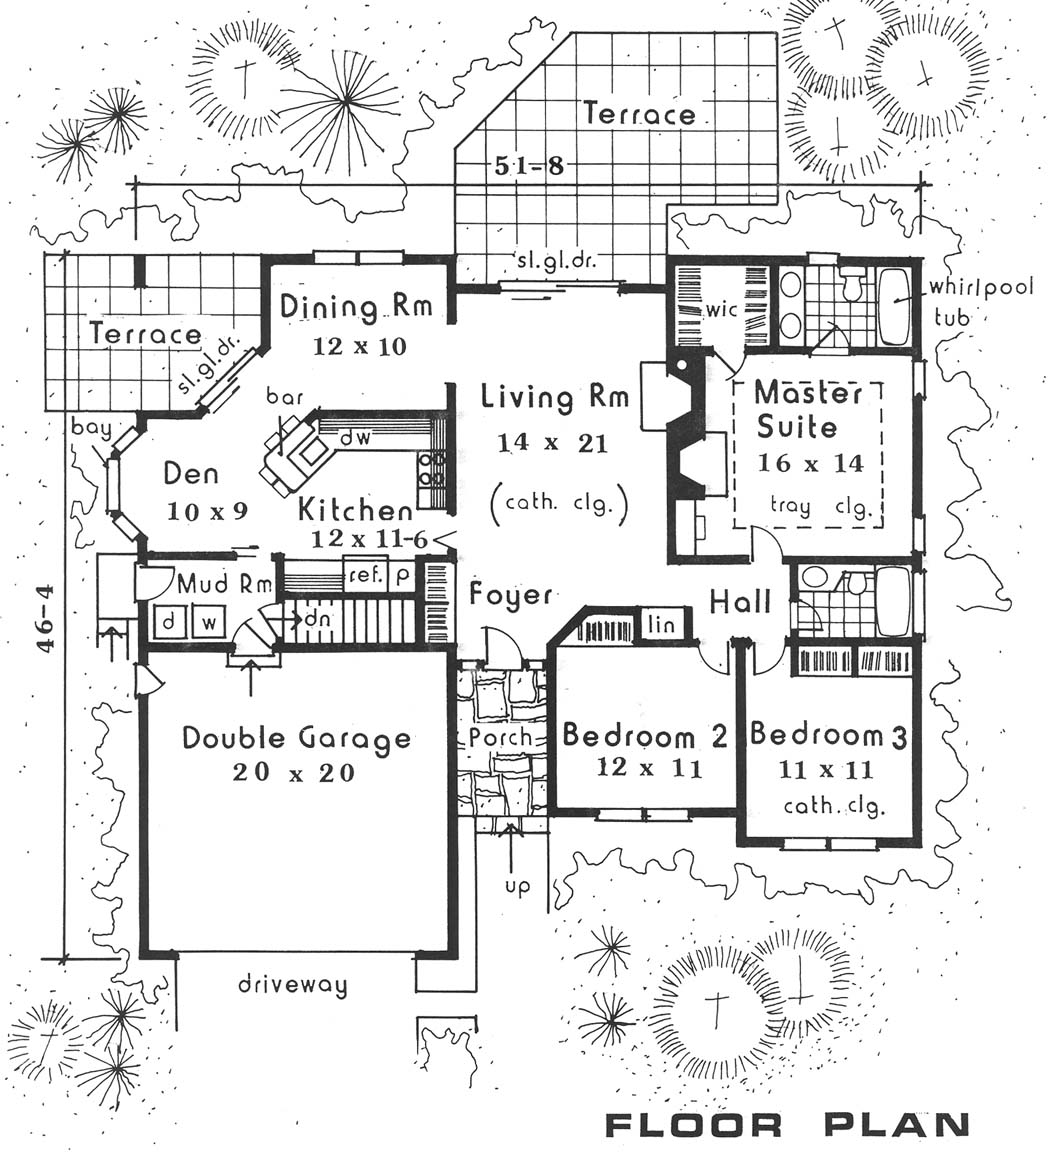 Terrace
51-8
sl.gl.dr.
whirlpool
tub
Dining Rm
12 x 10
wic
Terrace
sl.gl.dr.
bar
bay
dw
Living Rm
14 x 21
(cath. clg.)
Master
Suite
16 x 14
tray clg.
Den
10 x 9
Kitchen
12 x 11-6
46-4
Mud Rm
ref.
p
d
w
dn
Foyer
lin
Hall
Double Garage
20 x 20
Porch
Bedroom 2
12 x 11
Bedroom 3
11 x 11
cath. clg.
up
driveway
FLOOR PLAN